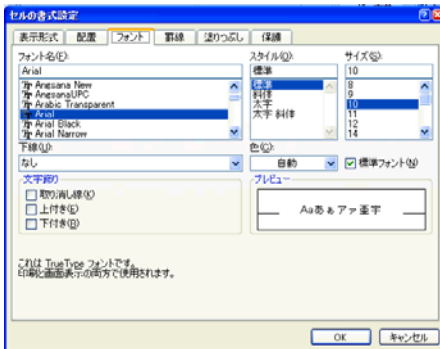 セルの書式設定
表示形式 配置 フォント 罫線 塗りつぶし 保護
フォント名(F):
Arial
Angsana New
AngsanaUPC
Arabic Transparent
Arial
Arial Black
Arial Narrow
スタイル(O):
標準
標準
斜体
太字
太字 斜体
サイズ(S):
10
8
9
10
11
12
14
下線(U):
なし
色(C):
自動
標準フォント(N)
文字飾り
取り消し線(K)
上付き(E)
下付き(B)
プレビュー
Aaあぁアァ亜宇
これは TrueType フォントです。
印刷と画面表示の両方で使用されます。
OK キャンセル